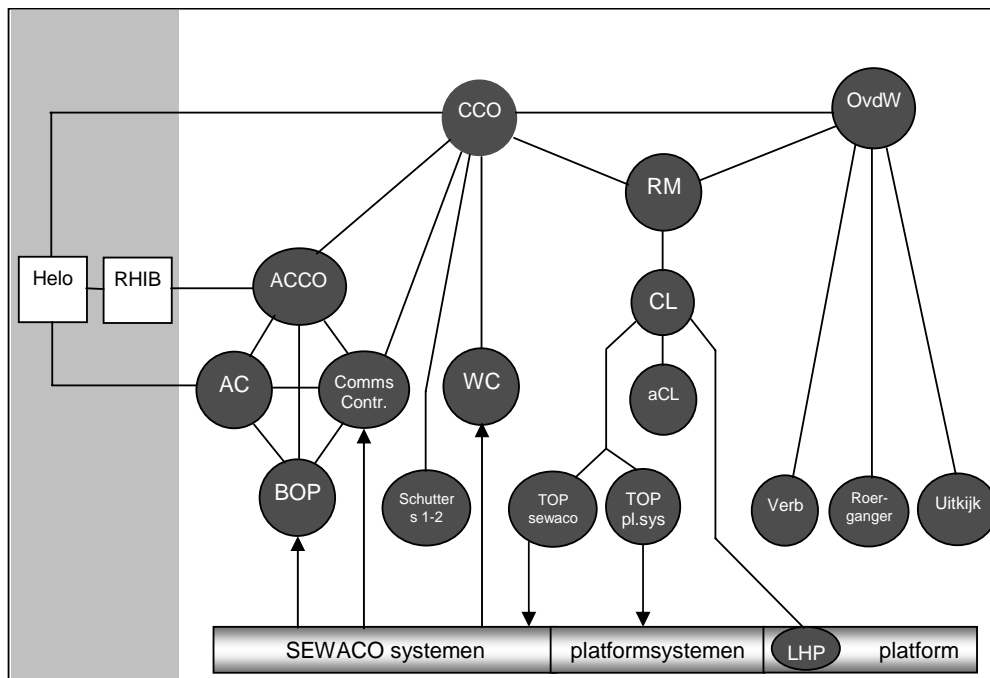 CCO
OvdW
RM
Helo
RHIB
ACCO
CL
AC
Comms
Contr.
WC
aCL
BOP
Schutter
s 1-2
TOP
sewaco
TOP
pl.sys
Verb
Roer-
ganger
Uitkijk
SEWACO systemen
platformsystemen
LHP
platform